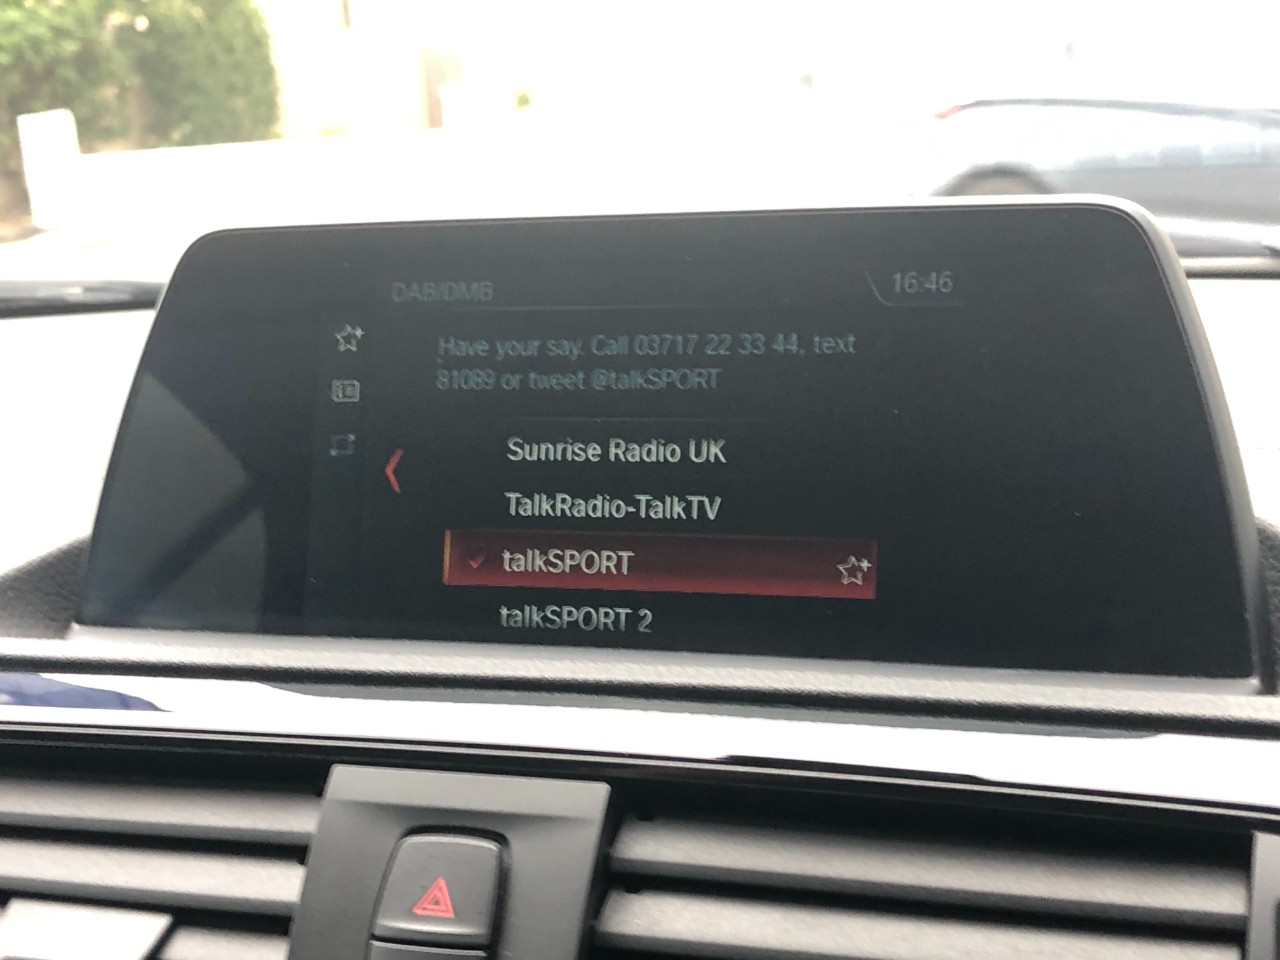 DAB/DMB
16:46
Have your say. Call 03717 22 33 44, text
81089 or tweet @talkSPORT
Sunrise Radio UK
TalkRadio-TalkTV
talkSPORT
talkSPORT 2